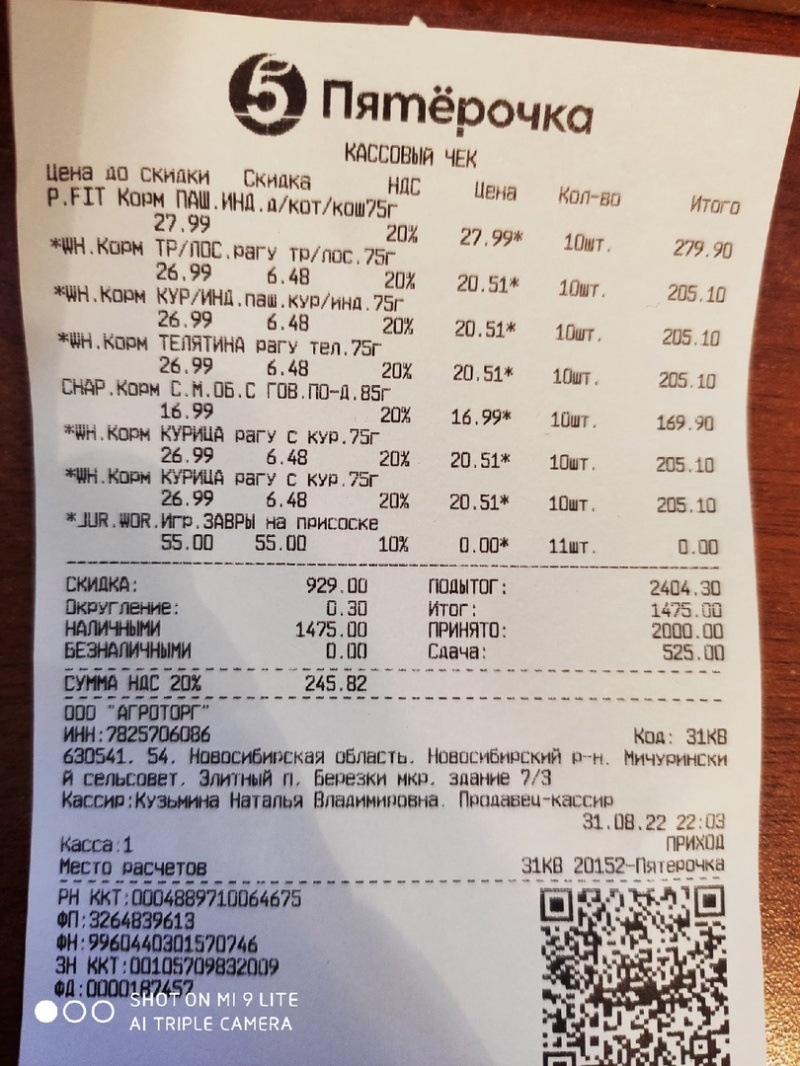 5 Пятёрочка
КАССОВЫЙ ЧЕК
Цена до скидки Скидка НДС Цена Кол-во Итого
P.FIT Корм ПАШ.ИНД.д/кот/кош75г
27.99 20% 27.99* 10шт. 279.90
*WH.Корм ТР/ЛОС.рагу тр/лос.75г
26.99 6.48 20% 20.51* 10шт. 205.10
*WH.Корм КУР/ИНД.паш.кур/инд.75г
26.99 6.48 20% 20.51* 10шт. 205.10
*WH.Корм ТЕЛЯТИНА рагу тел.75г
26.99 6.48 20% 20.51* 10шт. 205.10
CHAP.Корм С.М.ОБ.С ГОВ.ПО-Д.85г
16.99 20% 16.99* 10шт. 169.90
*WH.Корм КУРИЦА рагу с кур.75г
26.99 6.48 20% 20.51* 10шт. 205.10
*WH.Корм КУРИЦА рагу с кур.75г
26.99 6.48 20% 20.51* 10шт. 205.10
*JUR.WOR.Игр.ЗАВРЫ на присоске
55.00 55.00 10% 0.00* 11шт. 0.00
СКИДКА: 929.00 ПОДЫТОГ: 2404.30
Округление: 0.30 Итог: 1475.00
НАЛИЧНЫМИ 1475.00 ПРИНЯТО: 2000.00
БЕЗНАЛИЧНЫМИ 0.00 Сдача: 525.00
СУММА НДС 20% 245.82
ООО "АГРОТОРГ"
ИНН:7825706086 Код: 31KB
630541. 54. Новосибирская область. Новосибирский р-н. Мичурински
й сельсовет. Элитный п. Березки мкр. здание 7/3
Кассир:Кузьмина Наталья Владимировна. Продавец-кассир
31.08.22 22:03
Касса:1 ПРИХОД
Место расчетов 31KB 20152-Пятерочка
РН ККТ:0004889710064675
ФП:3264839613
ФН:9960440301570746
ЗН ККТ:00105709832009
ФД:0000187457
SHOT ON MI 9 LITE
AI TRIPLE CAMERA